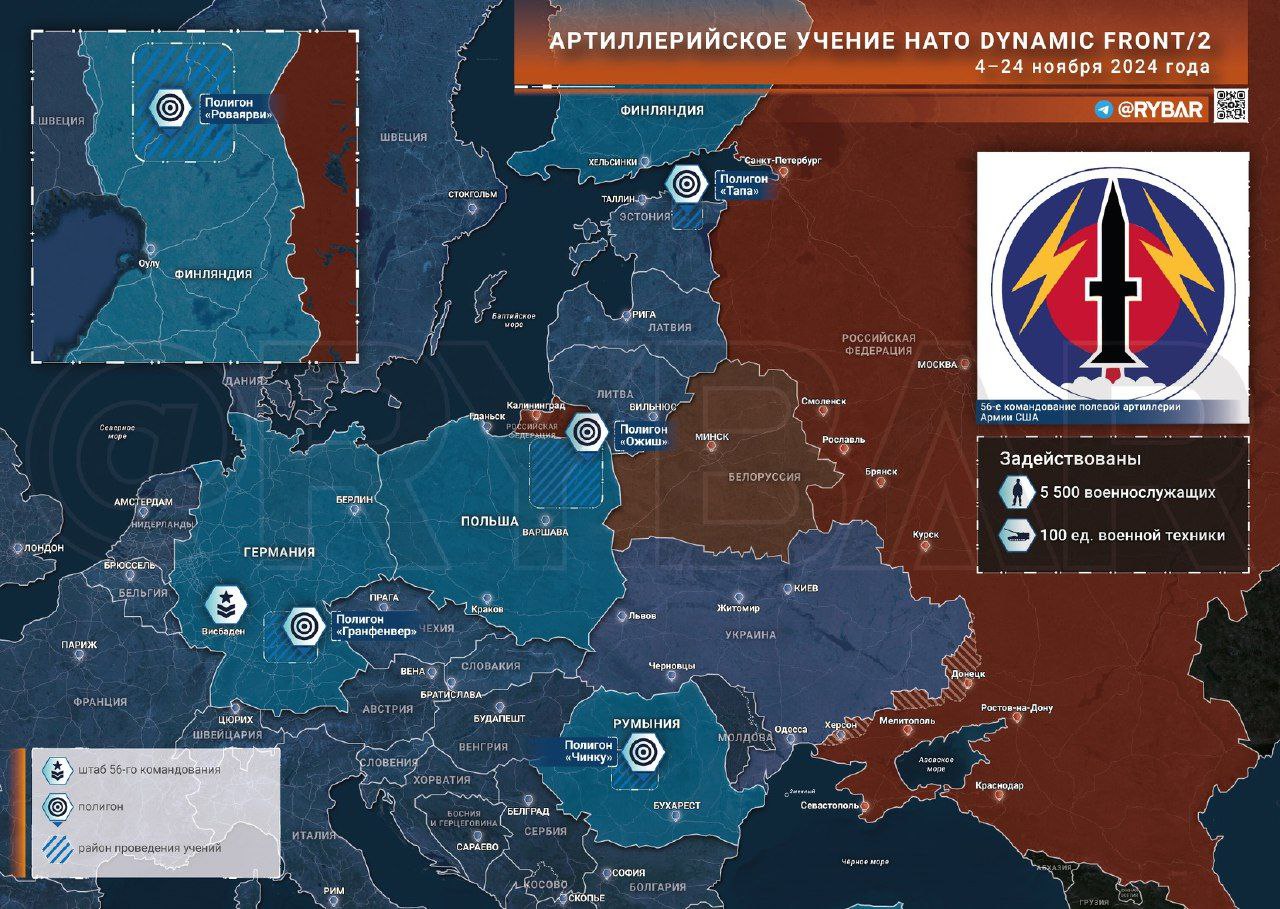 АРТИЛЛЕРИЙСКОЕ УЧЕНИЕ НАТО DYNAMIC FRONT/2
4–24 ноября 2024 года
@RYBAR
ШВЕЦИЯ
Полигон
«Роваярви»
Оулу
ФИНЛЯНДИЯ
ФИНЛЯНДИЯ
ШВЕЦИЯ
ХЕЛЬСИНКИ
Санкт-Петербург
Полигон
«Тапа»
СТОКГОЛЬМ
ТАЛЛИН
ЭСТОНИЯ
Балтийское
море
РИГА
ЛАТВИЯ
РОССИЙСКАЯ
ФЕДЕРАЦИЯ
МОСКВА
56-е командование полевой артиллерии
Армии США
ДАНИЯ
ЛИТВА
ВИЛЬНЮС
Калининград
Гданьск
РОССИЙСКАЯ
ФЕДЕРАЦИЯ
Полигон
«Ожиш»
Смоленск
МИНСК
Рославль
Брянск
БЕЛОРУССИЯ
Северное
море
Задействованы
5 500 военнослужащих
100 ед. военной техники
АМСТЕРДАМ
НИДЕРЛАНДЫ
БЕРЛИН
ПОЛЬША
ВАРШАВА
ЛОНДОН
ГЕРМАНИЯ
Курск
БРЮССЕЛЬ
БЕЛЬГИЯ
КИЕВ
ПРАГА
Краков
Житомир
Львов
Висбаден
Полигон
«Гранфенвер»
ЧЕХИЯ
УКРАИНА
ПАРИЖ
ВЕНА
СЛОВАКИЯ
Черновцы
Донецк
БРАТИСЛАВА
ФРАНЦИЯ
АВСТРИЯ
ЦЮРИХ
ШВЕЙЦАРИЯ
БУДАПЕШТ
РУМЫНИЯ
МОЛДОВА
Одесса
Херсон
Мелитополь
Ростов-на-Дону
ВЕНГРИЯ
Полигон
«Чинку»
СЛОВЕНИЯ
Азовское
море
ХОРВАТИЯ
о. Змеиный
Краснодар
Севастополь
БЕЛГРАД
БУХАРЕСТ
БОСНИЯ
И ГЕРЦЕГОВИНА
СЕРБИЯ
ИТАЛИЯ
САРАЕВО
Чёрное море
СОФИЯ
БОЛГАРИЯ
КОСОВО
СКОПЬЕ
РИМ
АБХАЗИЯ
ГРУЗИЯ
штаб 56-го командования
полигон
район проведения учений
@RYBAR